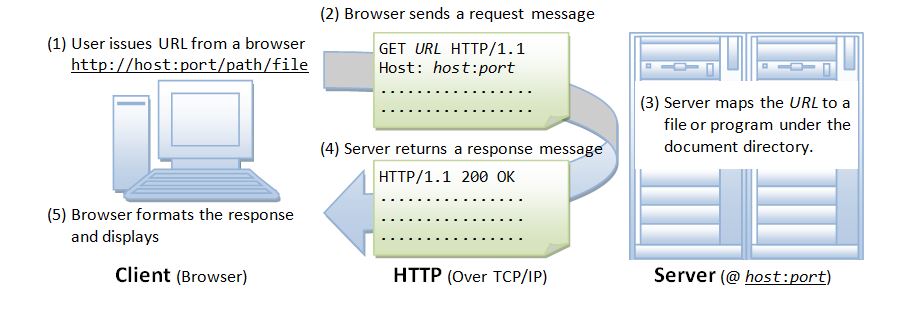 (1) User issues URL from a browser
http://host:port/path/file
(2) Browser sends a request message
GET URL HTTP/1.1
Host: host:port
................
................
(3) Server maps the URL to a
file or program under the
document directory.
(4) Server returns a response message
HTTP/1.1 200 OK
...............
...............
...............
(5) Browser formats the response
and displays
Client (Browser)
HTTP (Over TCP/IP)
Server (@ host:port)